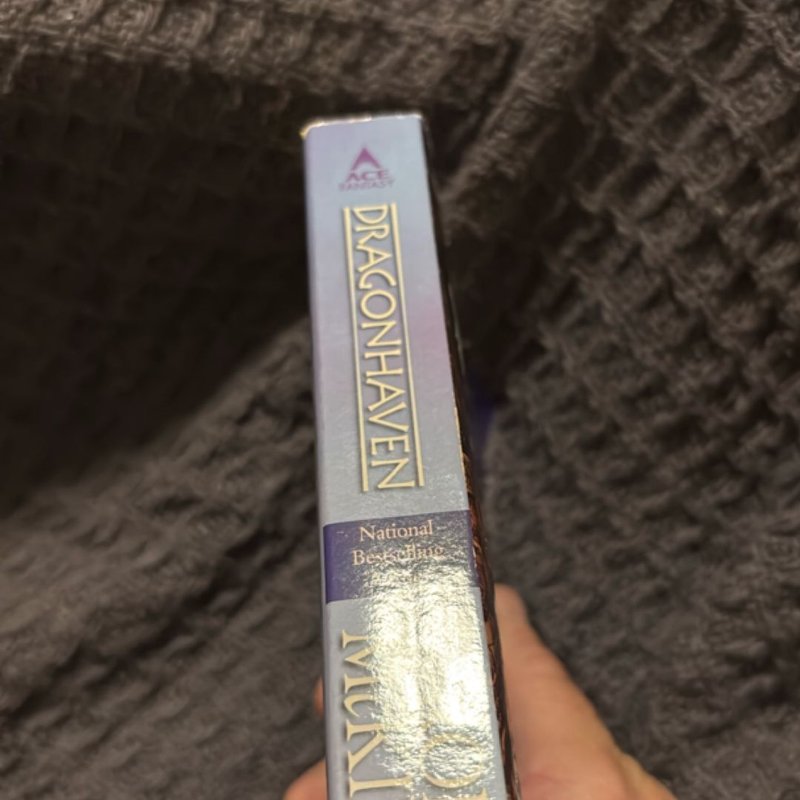 ACE
FANTASY
DRAGONHAVEN
National
Bestselling